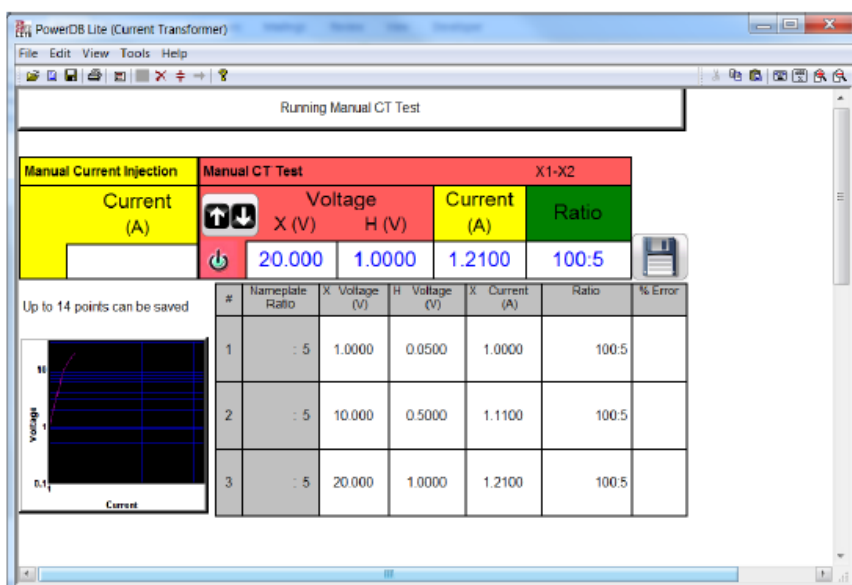 PowerDB Lite (Current Transformer)
File Edit View Tools Help
Running Manual CT Test
Manual Current Injection
Current
(A)
Manual CT Test X1-X2
Voltage
X (V) H (V)
Current
(A)
Ratio
20.000 1.0000 1.2100 100:5
Up to 14 points can be saved
# Nameplate Ratio X Voltage (V) H Voltage (V) X Current (A) Ratio % Error
1 : 5 1.0000 0.0500 1.0000 100:5
2 : 5 10.000 0.5000 1.1100 100:5
3 : 5 20.000 1.0000 1.2100 100:5
Voltage
10
1
0.1
1
Current